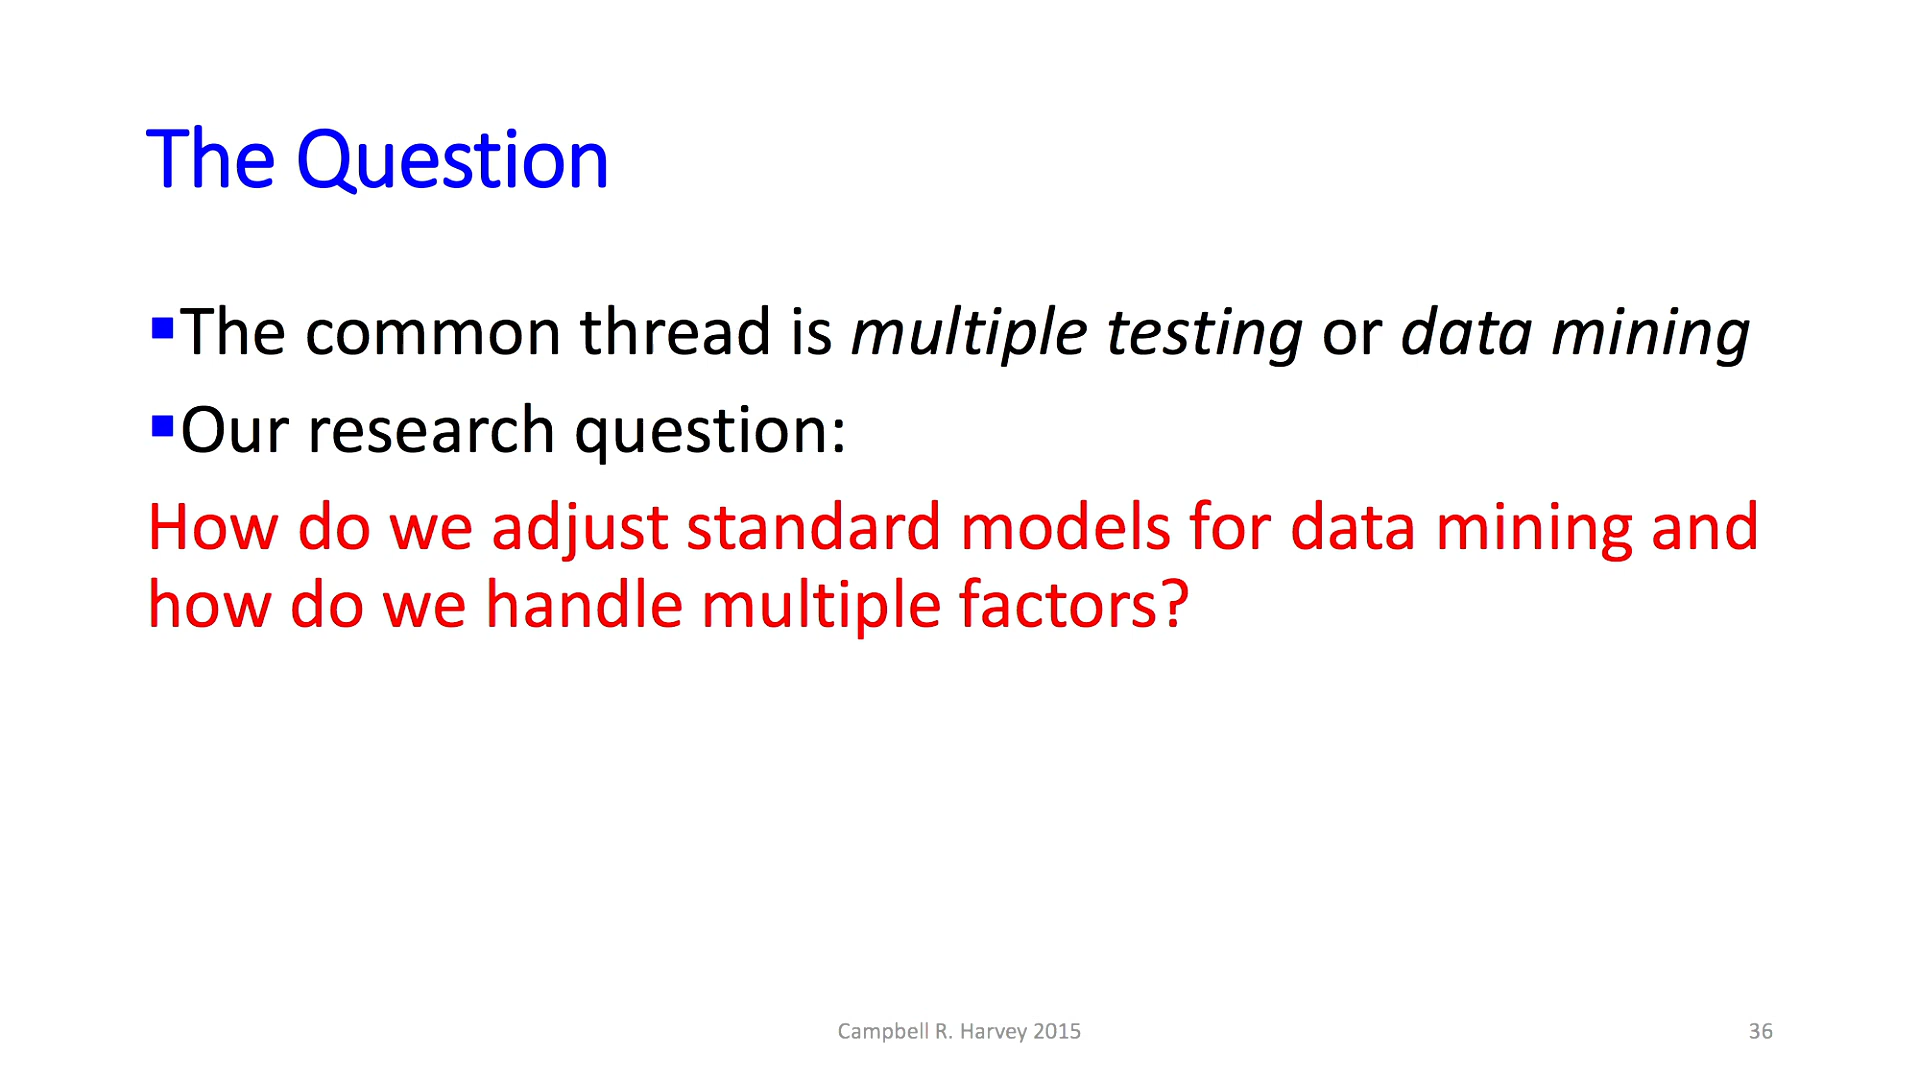 The Question
▪The common thread is multiple testing or data mining
▪Our research question:
How do we adjust standard models for data mining and
how do we handle multiple factors?
Campbell R. Harvey 2015
36